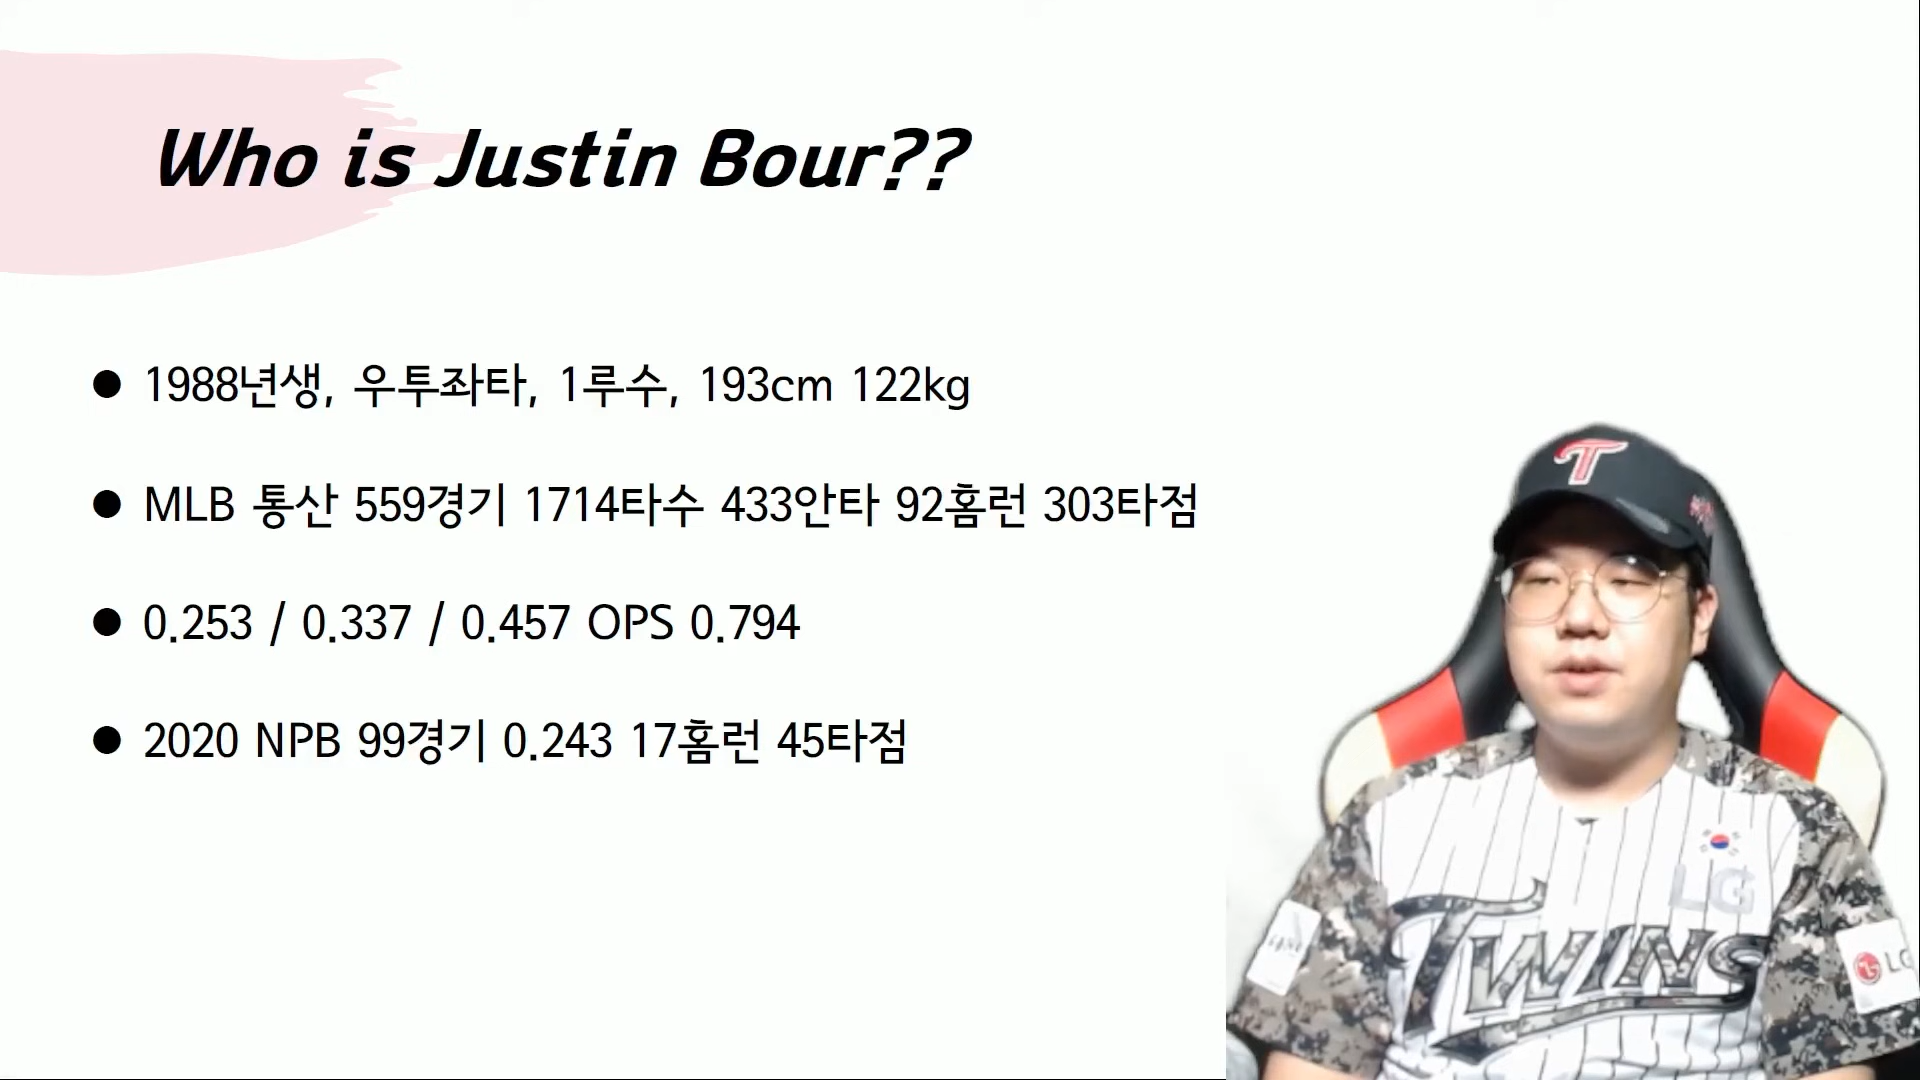 Who is Justin Bour??
● 1988년생, 우투좌타, 1루수, 193cm 122kg
● MLB 통산 559경기 1714타수 433안타 92홈런 303타점
● 0.253 / 0.337 / 0.457 OPS 0.794
● 2020 NPB 99경기 0.243 17홈런 45타점
T
LG
TWINS
LG